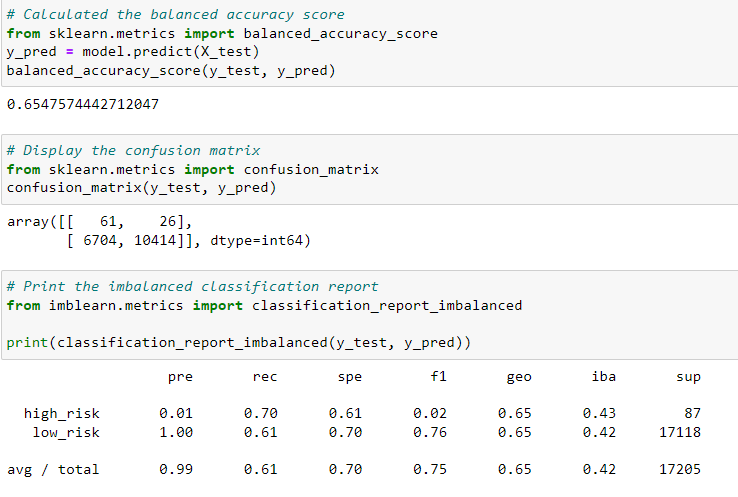 # Calculated the balanced accuracy score
from sklearn.metrics import balanced_accuracy_score
y_pred = model.predict(X_test)
balanced_accuracy_score(y_test, y_pred)
0.6547574442712047
# Display the confusion matrix
from sklearn.metrics import confusion_matrix
confusion_matrix(y_test, y_pred)
array([[   61,    26],
       [ 6704, 10414]], dtype=int64)
# Print the imbalanced classification report
from imblearn.metrics import classification_report_imbalanced
print(classification_report_imbalanced(y_test, y_pred))
                   pre       rec       spe        f1       geo       iba       sup
  high_risk       0.01      0.70      0.61      0.02      0.65      0.43        87
   low_risk       1.00      0.61      0.70      0.76      0.65      0.42     17118
avg / total       0.99      0.61      0.70      0.75      0.65      0.42     17205